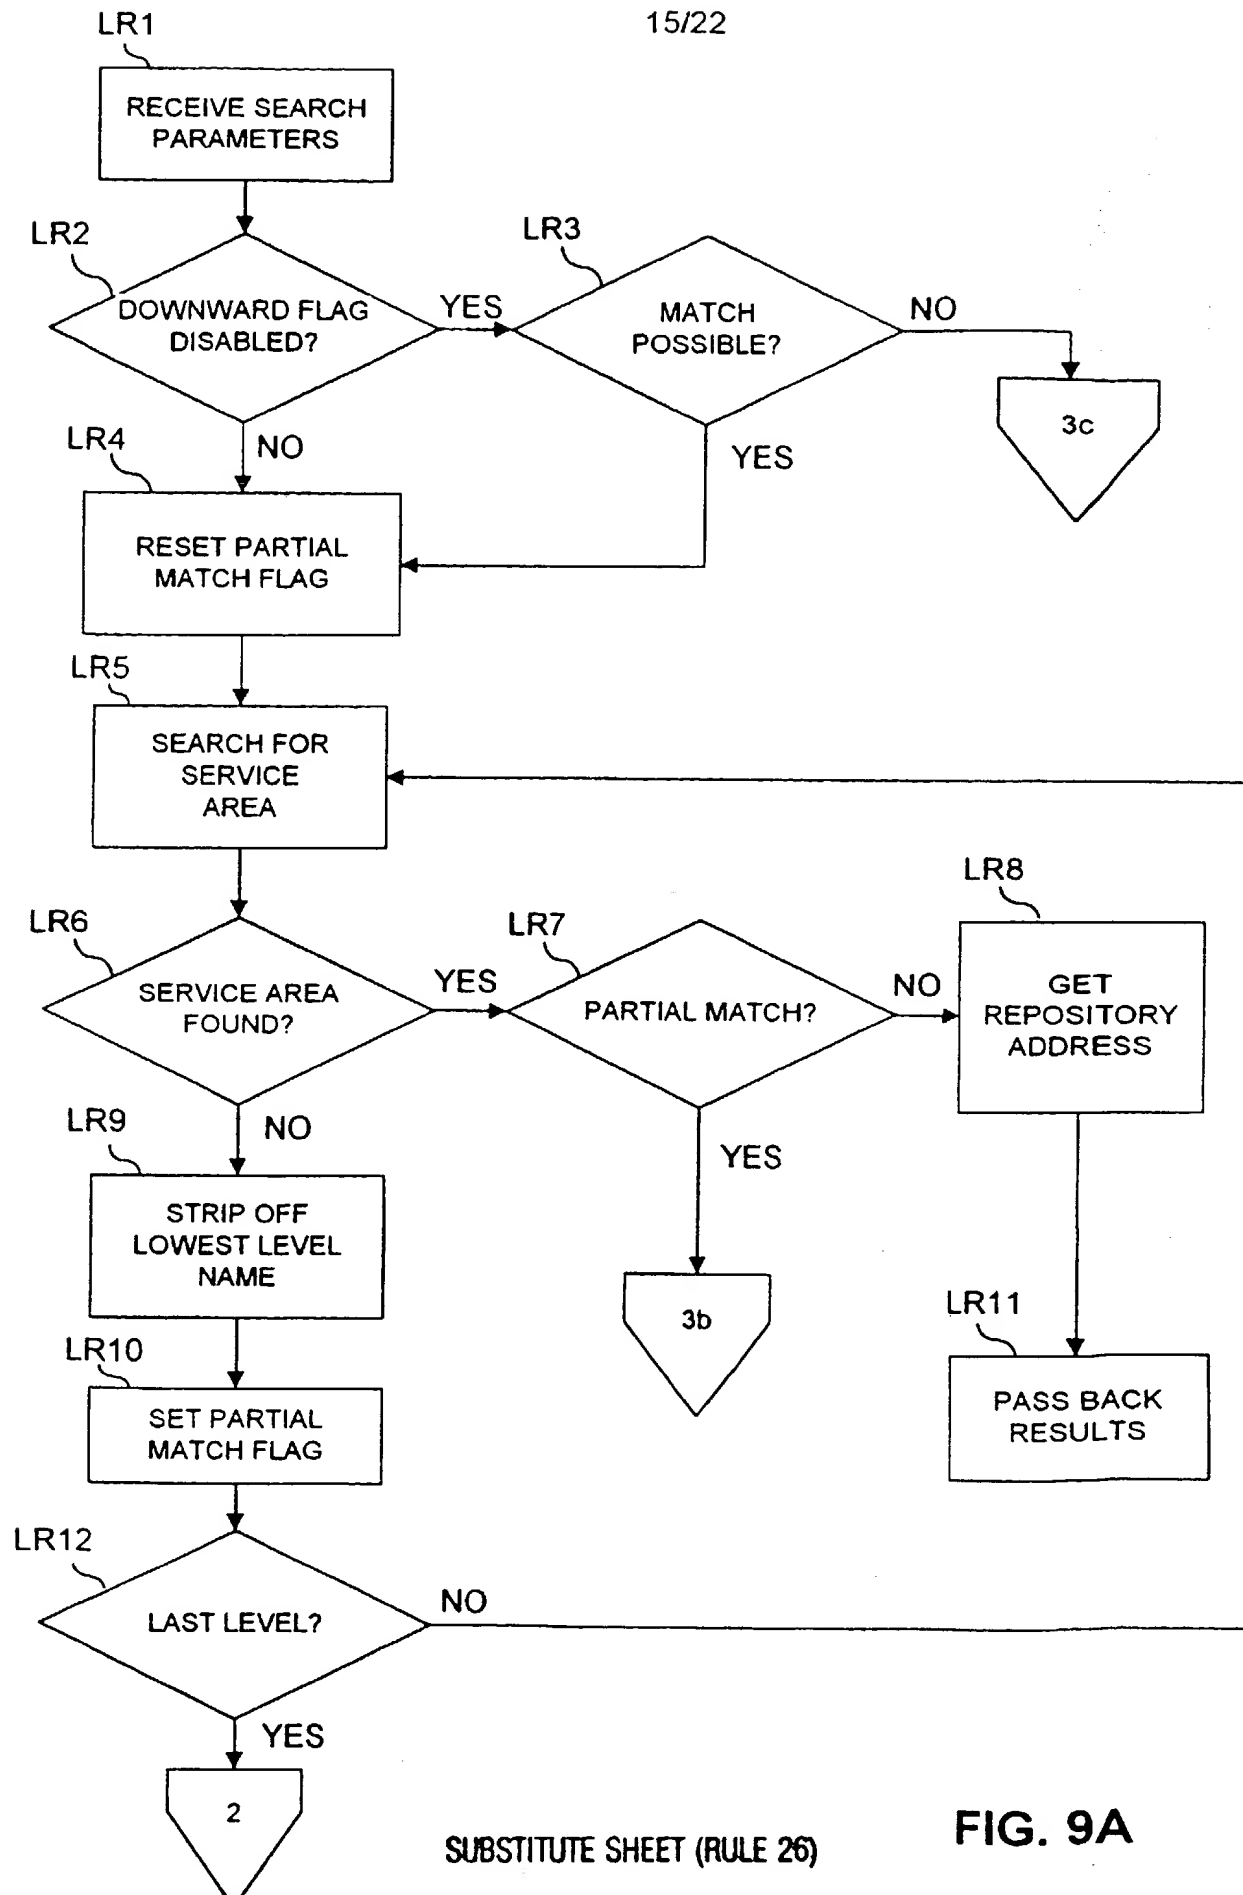 LR1
15/22
RECEIVE SEARCH
PARAMETERS
LR2
LR3
DOWNWARD FLAG
DISABLED?
YES
MATCH
POSSIBLE?
NO
3c
LR4
NO
YES
RESET PARTIAL
MATCH FLAG
LR5
SEARCH FOR
SERVICE
AREA
LR6
LR7
LR8
SERVICE AREA
FOUND?
YES
PARTIAL MATCH?
NO
GET
REPOSITORY
ADDRESS
LR9
NO
YES
STRIP OFF
LOWEST LEVEL
NAME
3b
LR11
LR10
SET PARTIAL
MATCH FLAG
PASS BACK
RESULTS
LR12
LAST LEVEL?
NO
YES
2
SUBSTITUTE SHEET (RULE 26)
FIG. 9A